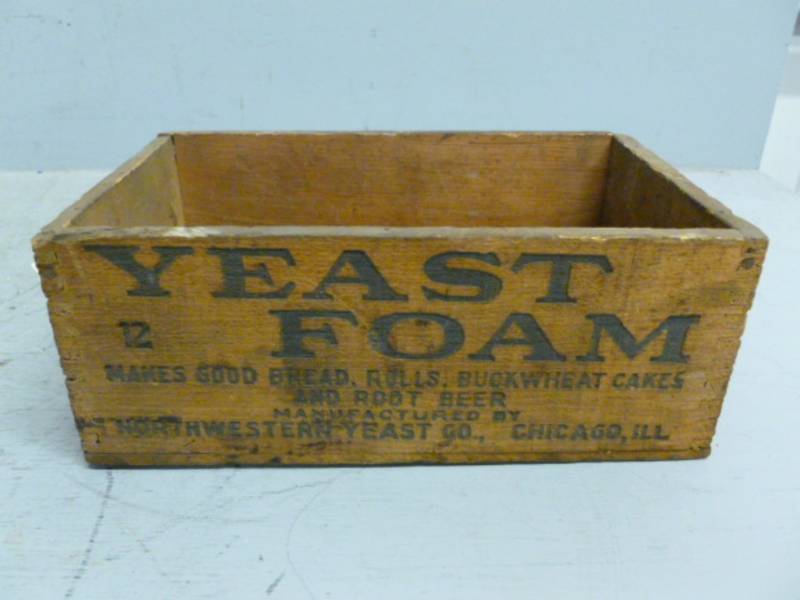 YEAST
12 FOAM
MAKES GOOD BREAD, ROLLS, BUCKWHEAT CAKES
AND ROOT BEER
MANUFACTURED BY
NORTHWESTERN YEAST CO., CHICAGO, ILL